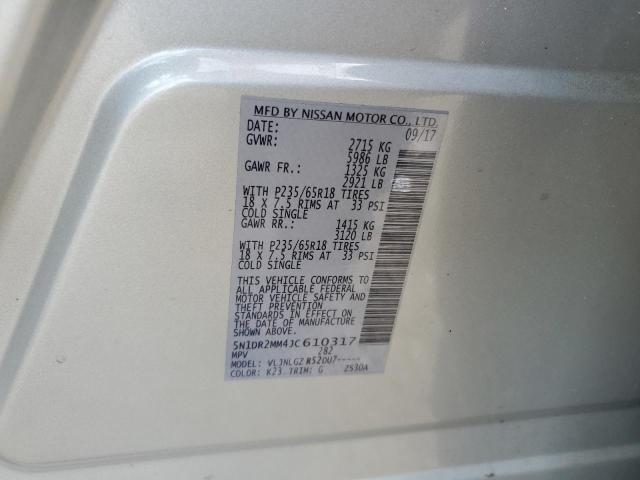 MFD BY NISSAN MOTOR CO., LTD.
DATE: 09/17
GVWR: 2715 KG
5986 LB
GAWR FR.: 1325 KG
2921 LB
WITH P235/65R18 TIRES
18 X 7.5 RIMS AT 33 PSI
COLD SINGLE
GAWR RR.: 1415 KG
3120 LB
WITH P235/65R18 TIRES
18 X 7.5 RIMS AT 33 PSI
COLD SINGLE
THIS VEHICLE CONFORMS TO
ALL APPLICABLE FEDERAL
MOTOR VEHICLE SAFETY AND
THEFT PREVENTION
STANDARDS IN EFFECT ON
THE DATE OF MANUFACTURE
SHOWN ABOVE.
5N1DR2MM4JC610317
MPV 282
MODEL: VLJNLGZ R52DU7-----
COLOR: K23 TRIM: G ZS30A